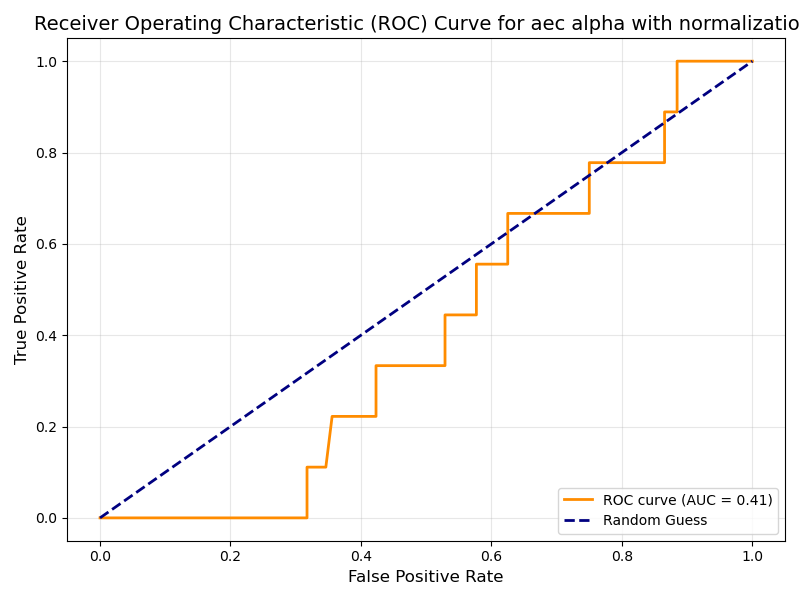 Receiver Operating Characteristic (ROC) Curve for aec alpha with normalizatio
1.0
0.8
0.6
0.4
0.2
0.0
True Positive Rate
0.0 0.2 0.4 0.6 0.8 1.0
False Positive Rate
ROC curve (AUC = 0.41)
Random Guess